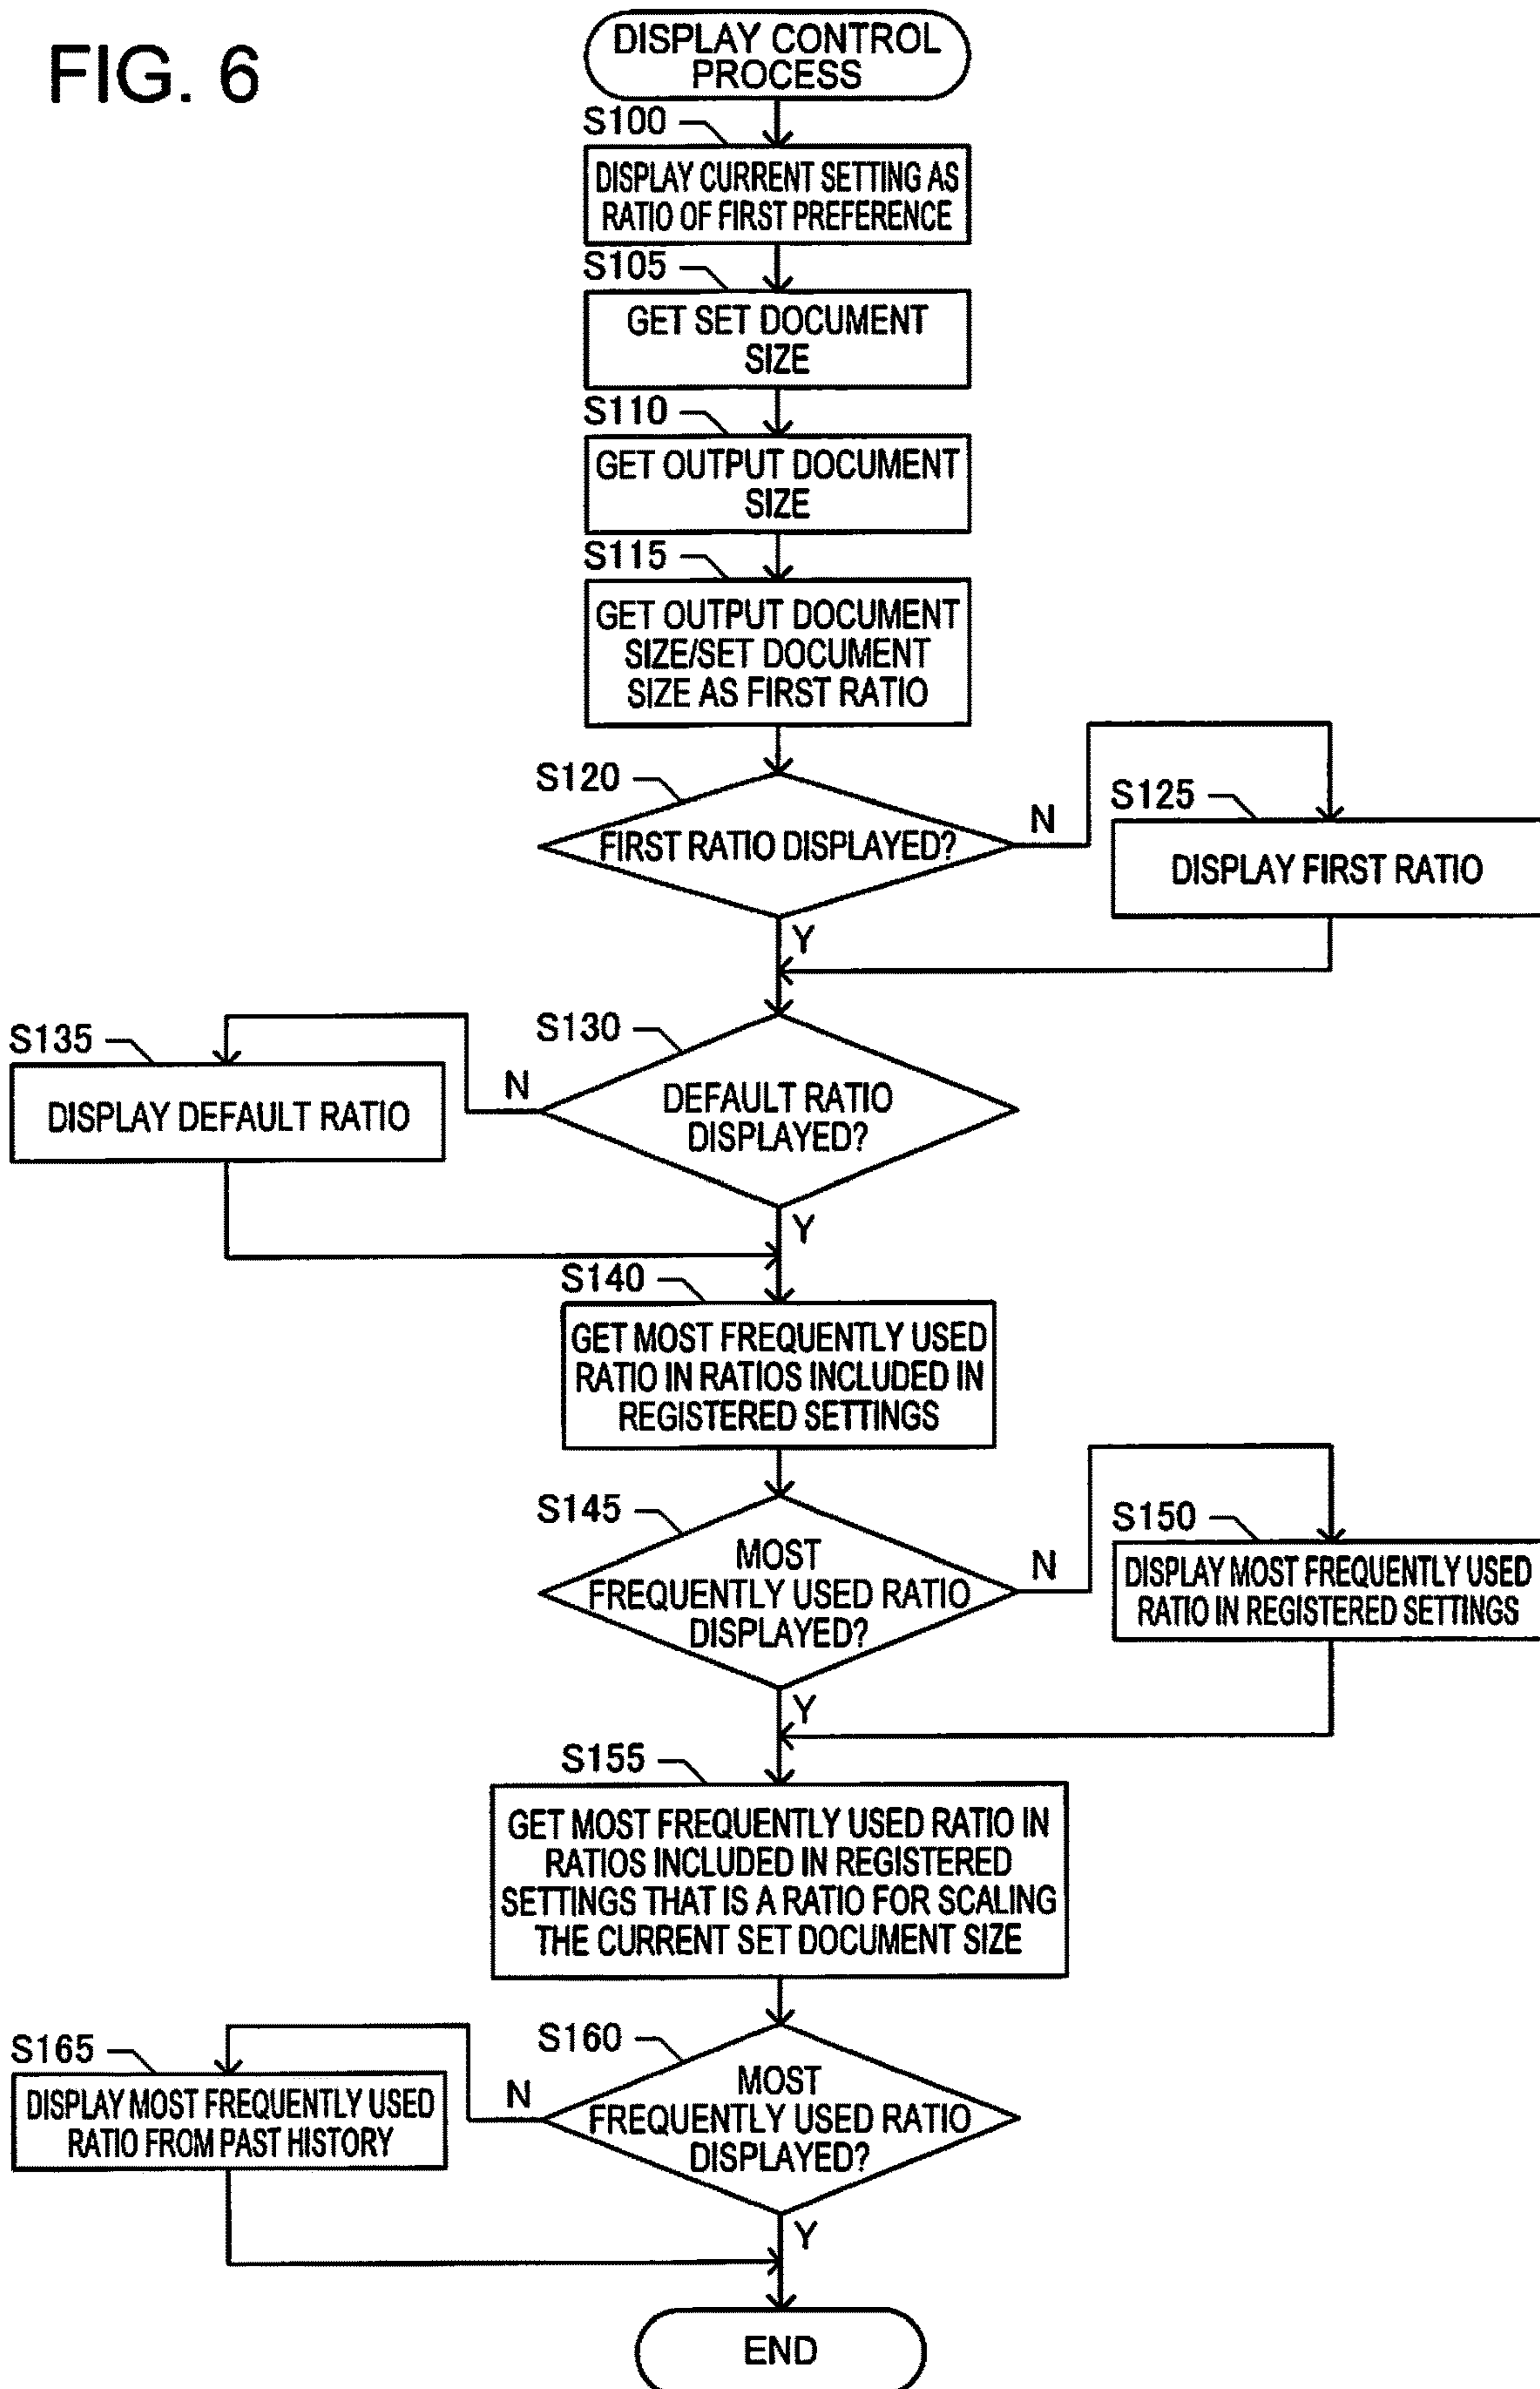 FIG. 6
DISPLAY CONTROL
PROCESS
S100
DISPLAY CURRENT SETTING AS
RATIO OF FIRST PREFERENCE
S105
GET SET DOCUMENT
SIZE
S110
GET OUTPUT DOCUMENT
SIZE
S115
GET OUTPUT DOCUMENT
SIZE/SET DOCUMENT
SIZE AS FIRST RATIO
S120
FIRST RATIO DISPLAYED?
N
S125
DISPLAY FIRST RATIO
Y
S130
DEFAULT RATIO
DISPLAYED?
N
S135
DISPLAY DEFAULT RATIO
Y
S140
GET MOST FREQUENTLY USED
RATIO IN RATIOS INCLUDED IN
REGISTERED SETTINGS
S145
MOST
FREQUENTLY USED RATIO
DISPLAYED?
N
S150
DISPLAY MOST FREQUENTLY USED
RATIO IN REGISTERED SETTINGS
Y
S155
GET MOST FREQUENTLY USED RATIO IN
RATIOS INCLUDED IN REGISTERED
SETTINGS THAT IS A RATIO FOR SCALING
THE CURRENT SET DOCUMENT SIZE
S160
MOST
FREQUENTLY USED RATIO
DISPLAYED?
N
S165
DISPLAY MOST FREQUENTLY USED
RATIO FROM PAST HISTORY
Y
END